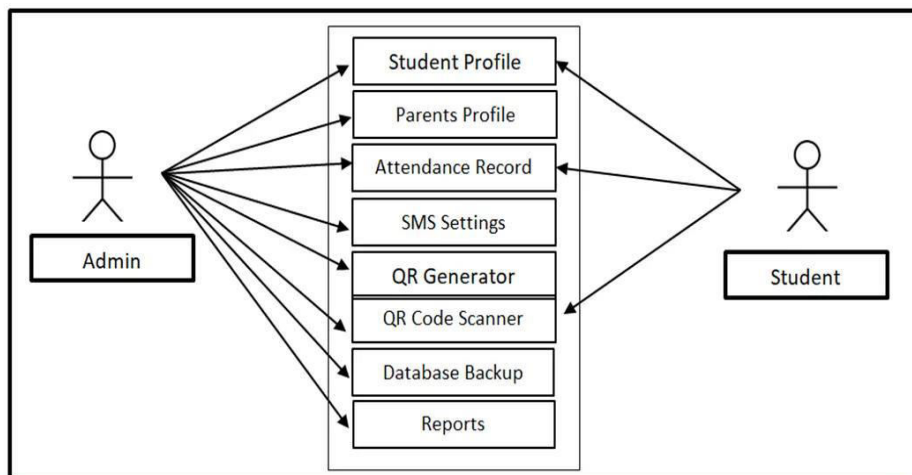 Student Profile
Parents Profile
Attendance Record
SMS Settings
QR Generator
QR Code Scanner
Database Backup
Reports
Admin
Student